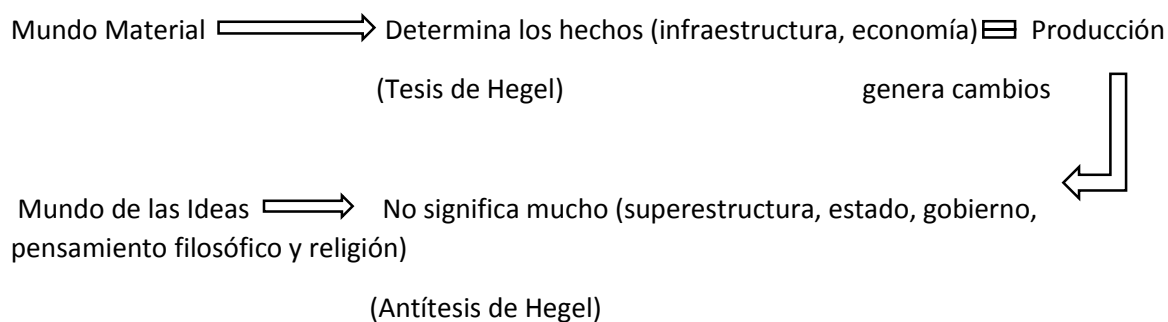 Mundo Material Determina los hechos (infraestructura, economía) Producción
(Tesis de Hegel) genera cambios
Mundo de las Ideas No significa mucho (superestructura, estado, gobierno,
pensamiento filosófico y religión)
(Antítesis de Hegel)